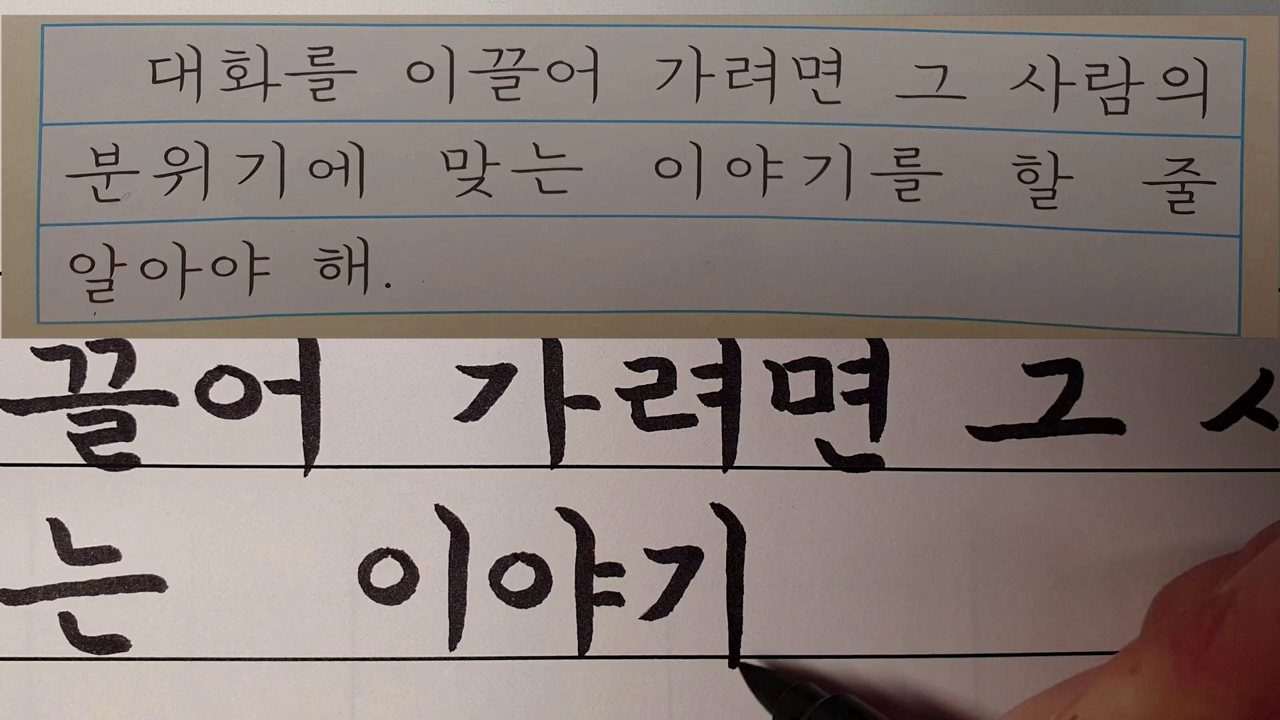 대화를 이끌어 가려면 그 사람의
분위기에 맞는 이야기를 할 줄
알아야 해.
끌어 가려면 그
는 이야기